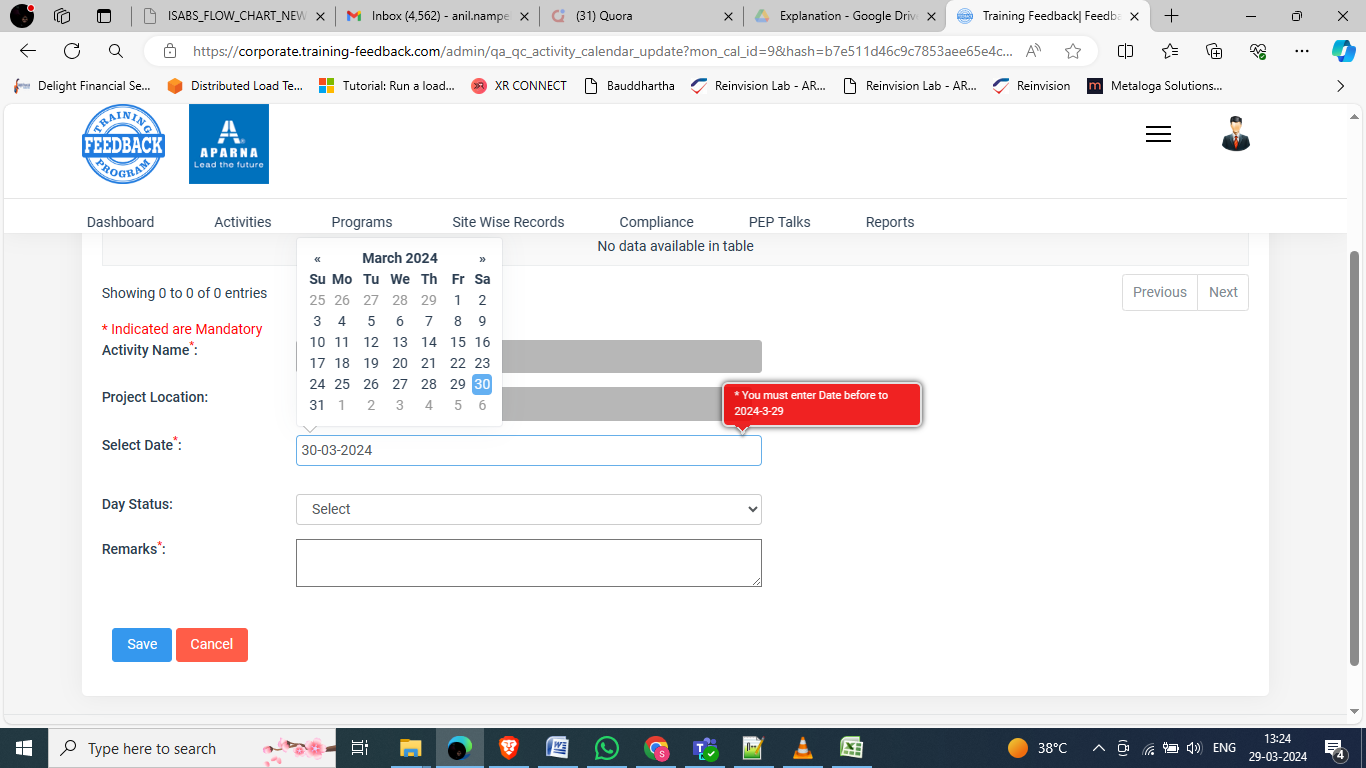 ISABS_FLOW_CHART_NEW
Inbox (4,562) - anil.nampe
(31) Quora
Explanation - Google Drive
Training Feedback| Feedba
https://corporate.training-feedback.com/admin/qa_qc_activity_calendar_update?mon_cal_id=9&hash=b7e511d46c9c7853aee65e4c...
Delight Financial Se...
Distributed Load Te...
Tutorial: Run a load...
XR CONNECT
Bauddhartha
Reinvision Lab - AR...
Reinvision Lab - AR...
Reinvision
Metaloga Solutions...
TRAINING
FEEDBACK
PROGRAM
APARNA
Lead the future
Dashboard
Activities
Programs
Site Wise Records
Compliance
PEP Talks
Reports
No data available in table
« March 2024 »
Su Mo Tu We Th Fr Sa
25 26 27 28 29 1 2
3 4 5 6 7 8 9
10 11 12 13 14 15 16
17 18 19 20 21 22 23
24 25 26 27 28 29 30
31 1 2 3 4 5 6
Showing 0 to 0 of 0 entries
Previous
Next
* Indicated are Mandatory
Activity Name*:
Project Location:
* You must enter Date before to
2024-3-29
Select Date*:
30-03-2024
Day Status:
Select
Remarks*:
Save
Cancel
Type here to search
38°C
ENG
13:24
29-03-2024
4